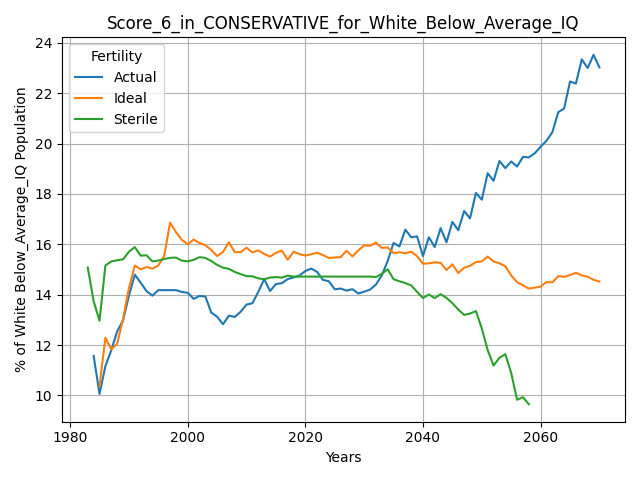 Score_6_in_CONSERVATIVE_for_White_Below_Average_IQ
% of White Below_Average_IQ Population
24
22
20
18
16
14
12
10
Fertility
Actual
Ideal
Sterile
1980
2000
2020
2040
2060
Years